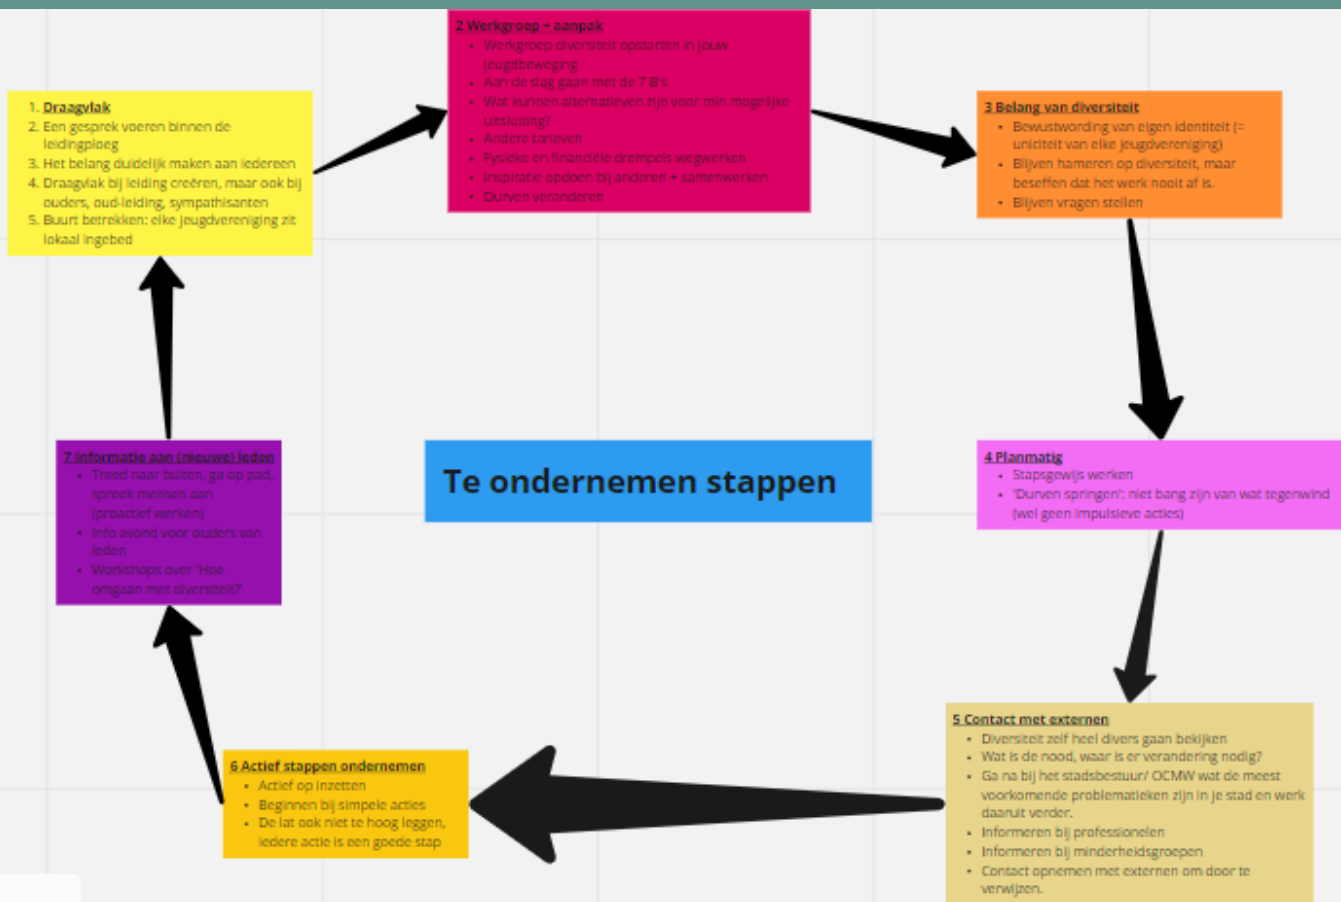 1. Draagvlak
2. Een gesprek voeren binnen de
leidingploeg
3. Het belang duidelijk maken aan iedereen
4. Draagvlak bij leiding creëren, maar ook bij
ouders, oud-leiding, sympathisanten
5. Buurt betrekken: elke jeugdvereniging zit
lokaal ingebed
2 Werkgroep + aanpak
• Werkgroep diversiteit opstarten in jouw
jeugdbeweging
• Aan de slag gaan met de 7 B's
• Wat kunnen alternatieven zijn voor min mogelijke
uitsluiting?
• Andere tarieven
• Fysieke en financiële drempels wegwerken
• Inspiratie opdoen bij anderen + samenwerken
• Durven veranderen
3 Belang van diversiteit
• Bewustwording van eigen identiteit (=
uniciteit van elke jeugdvereniging)
• Blijven hameren op diversiteit, maar
beseffen dat het werk nooit af is.
• Blijven vragen stellen
Te ondernemen stappen
4 Planmatig
• Stapsgewijs werken
• 'Durven springen': niet bang zijn van wat tegenwind
(wel geen impulsieve acties)
5 Contact met externen
• Diversiteit zelf heel divers gaan bekijken
• Wat is de nood, waar is er verandering nodig?
• Ga na bij het stadsbestuur/ OCMW wat de meest
voorkomende problematieken zijn in je stad en werk
daaruit verder.
• Informeren bij professionelen
• Informeren bij minderheidsgroepen
• Contact opnemen met externen om door te
verwijzen.
6 Actief stappen ondernemen
• Actief op inzetten
• Beginnen bij simpele acties
• De lat ook niet te hoog leggen,
iedere actie is een goede stap
7 Informatie aan (nieuwe) leden
• Treed naar buiten, ga op pad,
spreek mensen aan
(proactief werken)
• Info avond voor ouders van
leden
• Workshops over 'Hoe
omgaan met diversiteit?'